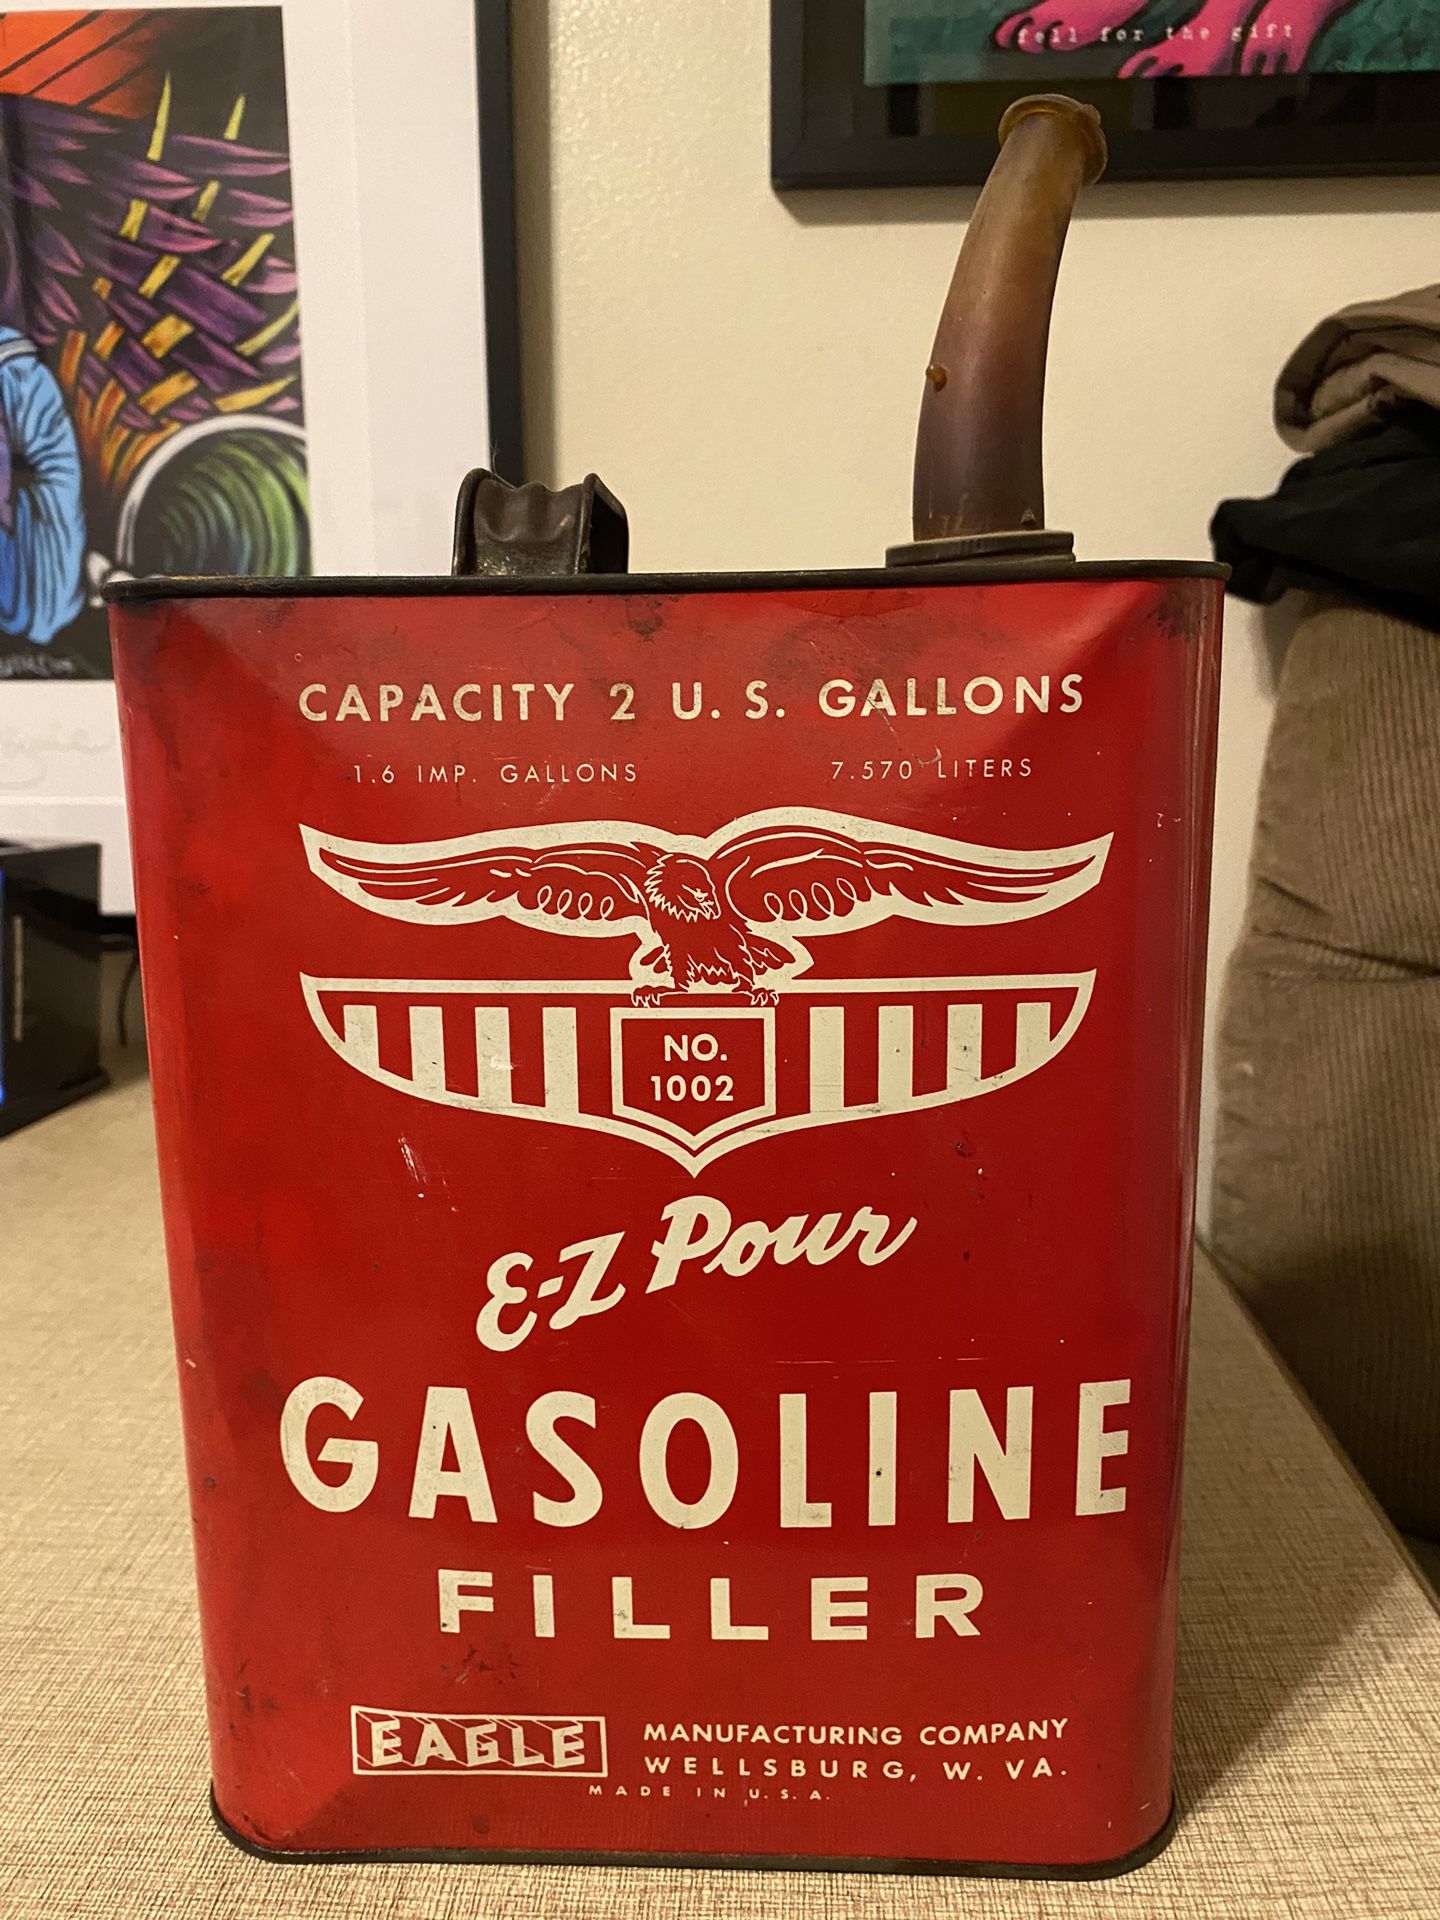 fell for the gift
CAPACITY 2 U.S. GALLONS
1.6 IMP. GALLONS 7.570 LITERS
NO.
1002
E-Z Pour
GASOLINE
FILLER
EAGLE MANUFACTURING COMPANY
WELLSBURG, W. VA.
MADE IN U.S.A.